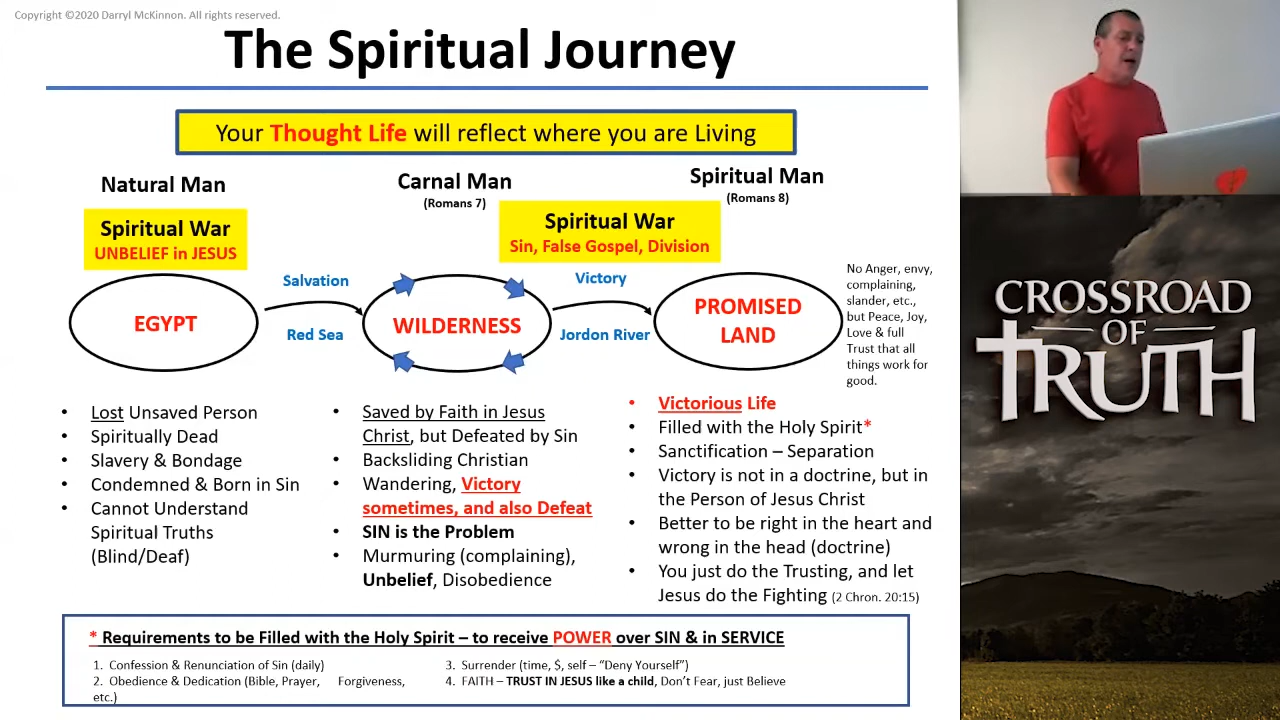 Copyright ©2020 Darryl McKinnon. All rights reserved.
The Spiritual Journey
Your Thought Life will reflect where you are Living
Natural Man
Spiritual War
UNBELIEF in JESUS
EGYPT
Salvation
Red Sea
Carnal Man
(Romans 7)
WILDERNESS
Spiritual War
Sin, False Gospel, Division
Victory
Jordon River
Spiritual Man
(Romans 8)
PROMISED
LAND
No Anger, envy,
complaining,
slander, etc.,
but Peace, Joy,
Love & full
Trust that all
things work for
good.
• Lost Unsaved Person
• Spiritually Dead
• Slavery & Bondage
• Condemned & Born in Sin
• Cannot Understand
Spiritual Truths
(Blind/Deaf)
• Saved by Faith in Jesus
Christ, but Defeated by Sin
• Backsliding Christian
• Wandering, Victory
sometimes, and also Defeat
• SIN is the Problem
• Murmuring (complaining),
Unbelief, Disobedience
• Victorious Life
• Filled with the Holy Spirit*
• Sanctification – Separation
• Victory is not in a doctrine, but in
the Person of Jesus Christ
• Better to be right in the heart and
wrong in the head (doctrine)
• You just do the Trusting, and let
Jesus do the Fighting (2 Chron. 20:15)
* Requirements to be Filled with the Holy Spirit – to receive POWER over SIN & in SERVICE
1. Confession & Renunciation of Sin (daily)
2. Obedience & Dedication (Bible, Prayer, Forgiveness,
etc.)
3. Surrender (time, $, self – “Deny Yourself”)
4. FAITH – TRUST IN JESUS like a child, Don’t Fear, just Believe
CROSSROAD
OF
TRUTH